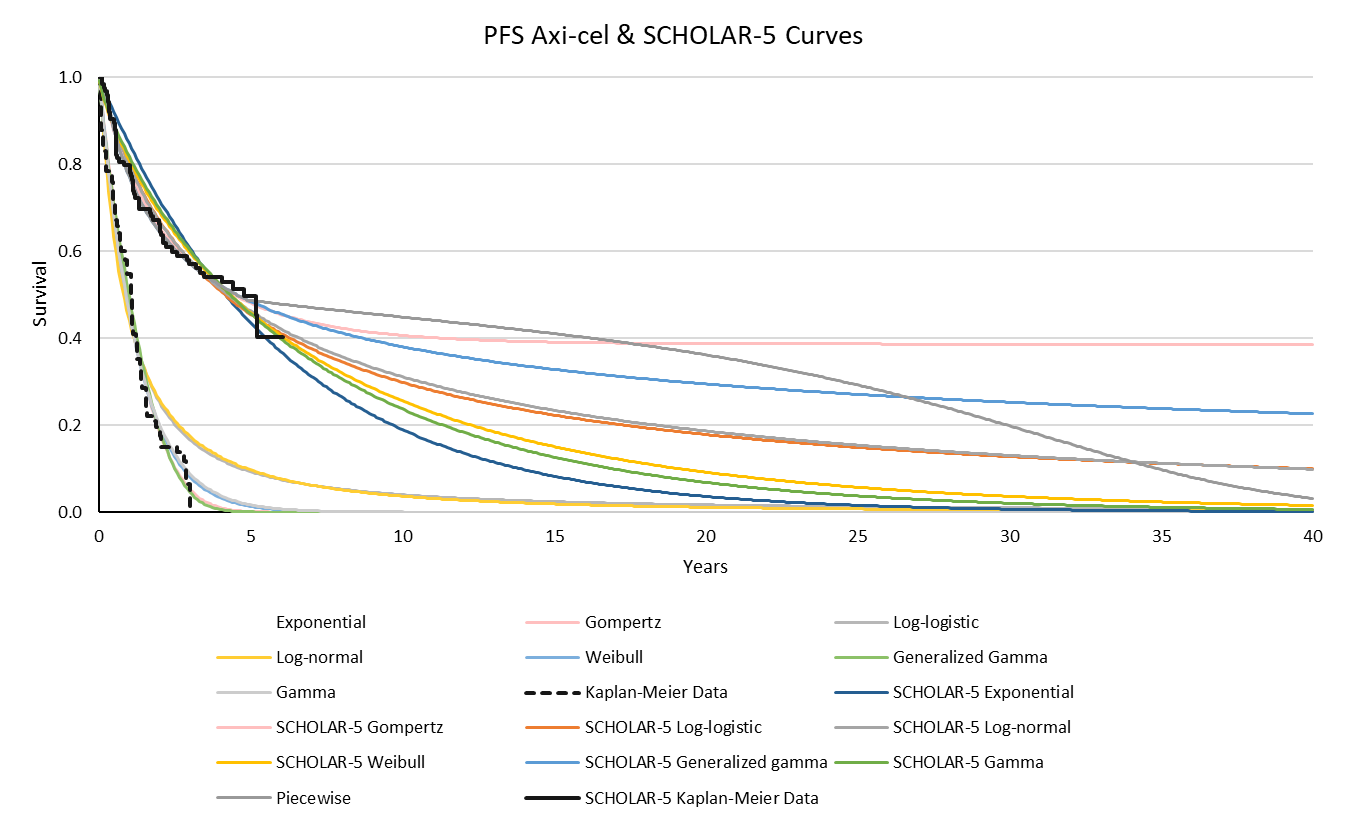 PFS Axi-cel & SCHOLAR-5 Curves
1.0
0.8
0.6
0.4
0.2
0.0
Survival
0 5 10 15 20 25 30 35 40
Years
Exponential Gompertz Log-logistic
Log-normal Weibull Generalized Gamma
Gamma Kaplan-Meier Data SCHOLAR-5 Exponential
SCHOLAR-5 Gompertz SCHOLAR-5 Log-logistic SCHOLAR-5 Log-normal
SCHOLAR-5 Weibull SCHOLAR-5 Generalized gamma SCHOLAR-5 Gamma
Piecewise SCHOLAR-5 Kaplan-Meier Data